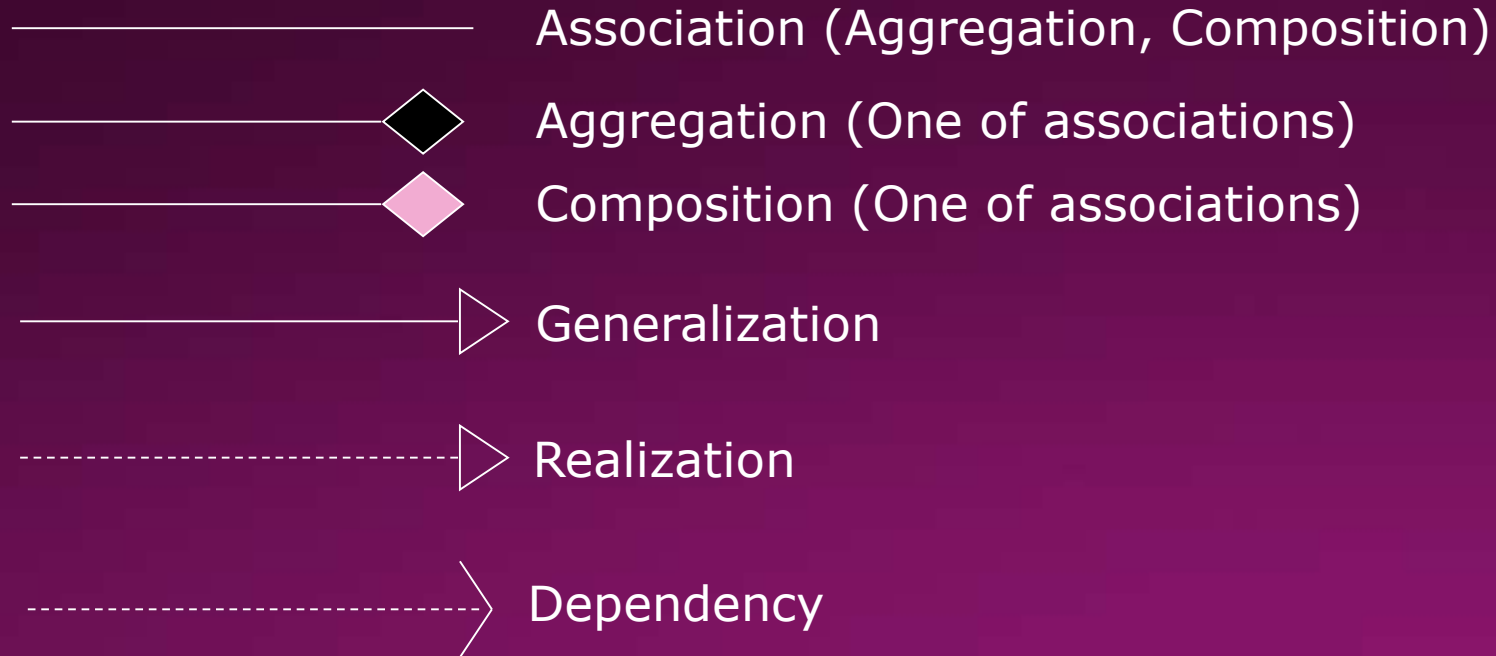 Association (Aggregation, Composition)
Aggregation (One of associations)
Composition (One of associations)
Generalization
Realization
Dependency